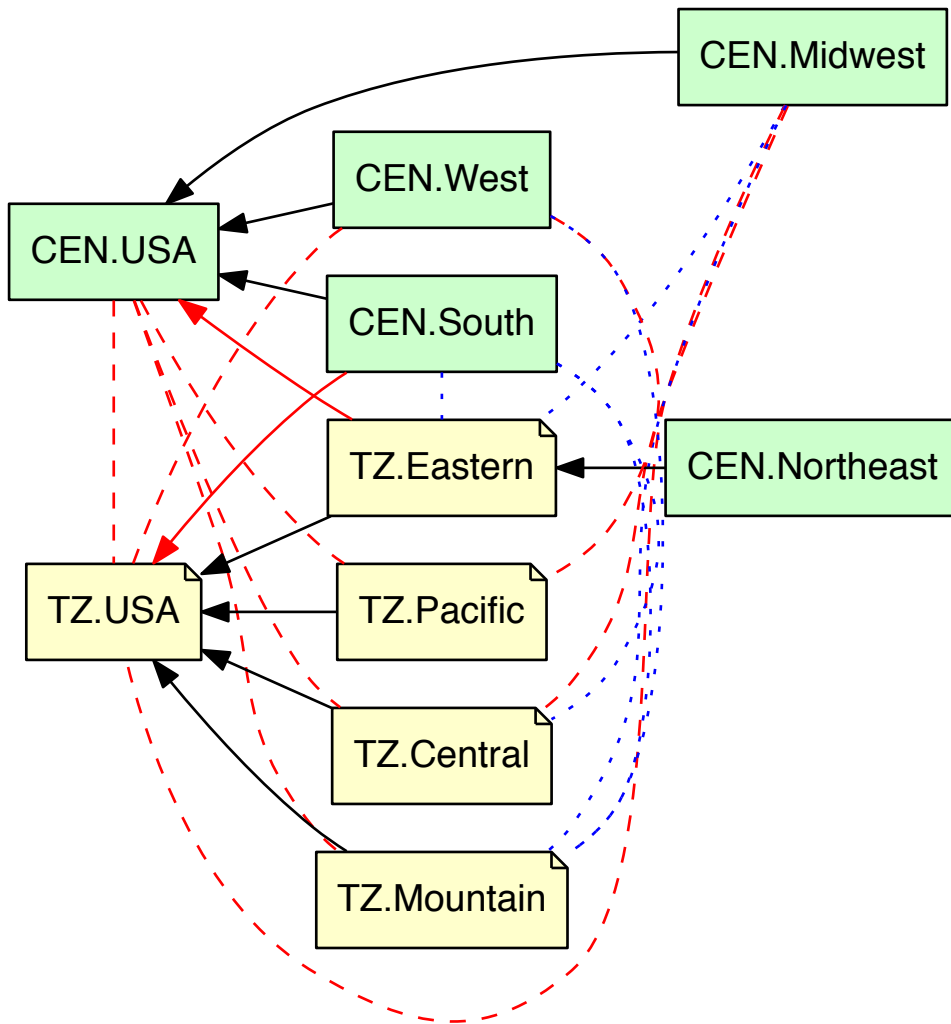 CEN.Midwest
CEN.West
CEN.USA
CEN.South
TZ.Eastern
CEN.Northeast
TZ.USA
TZ.Pacific
TZ.Central
TZ.Mountain